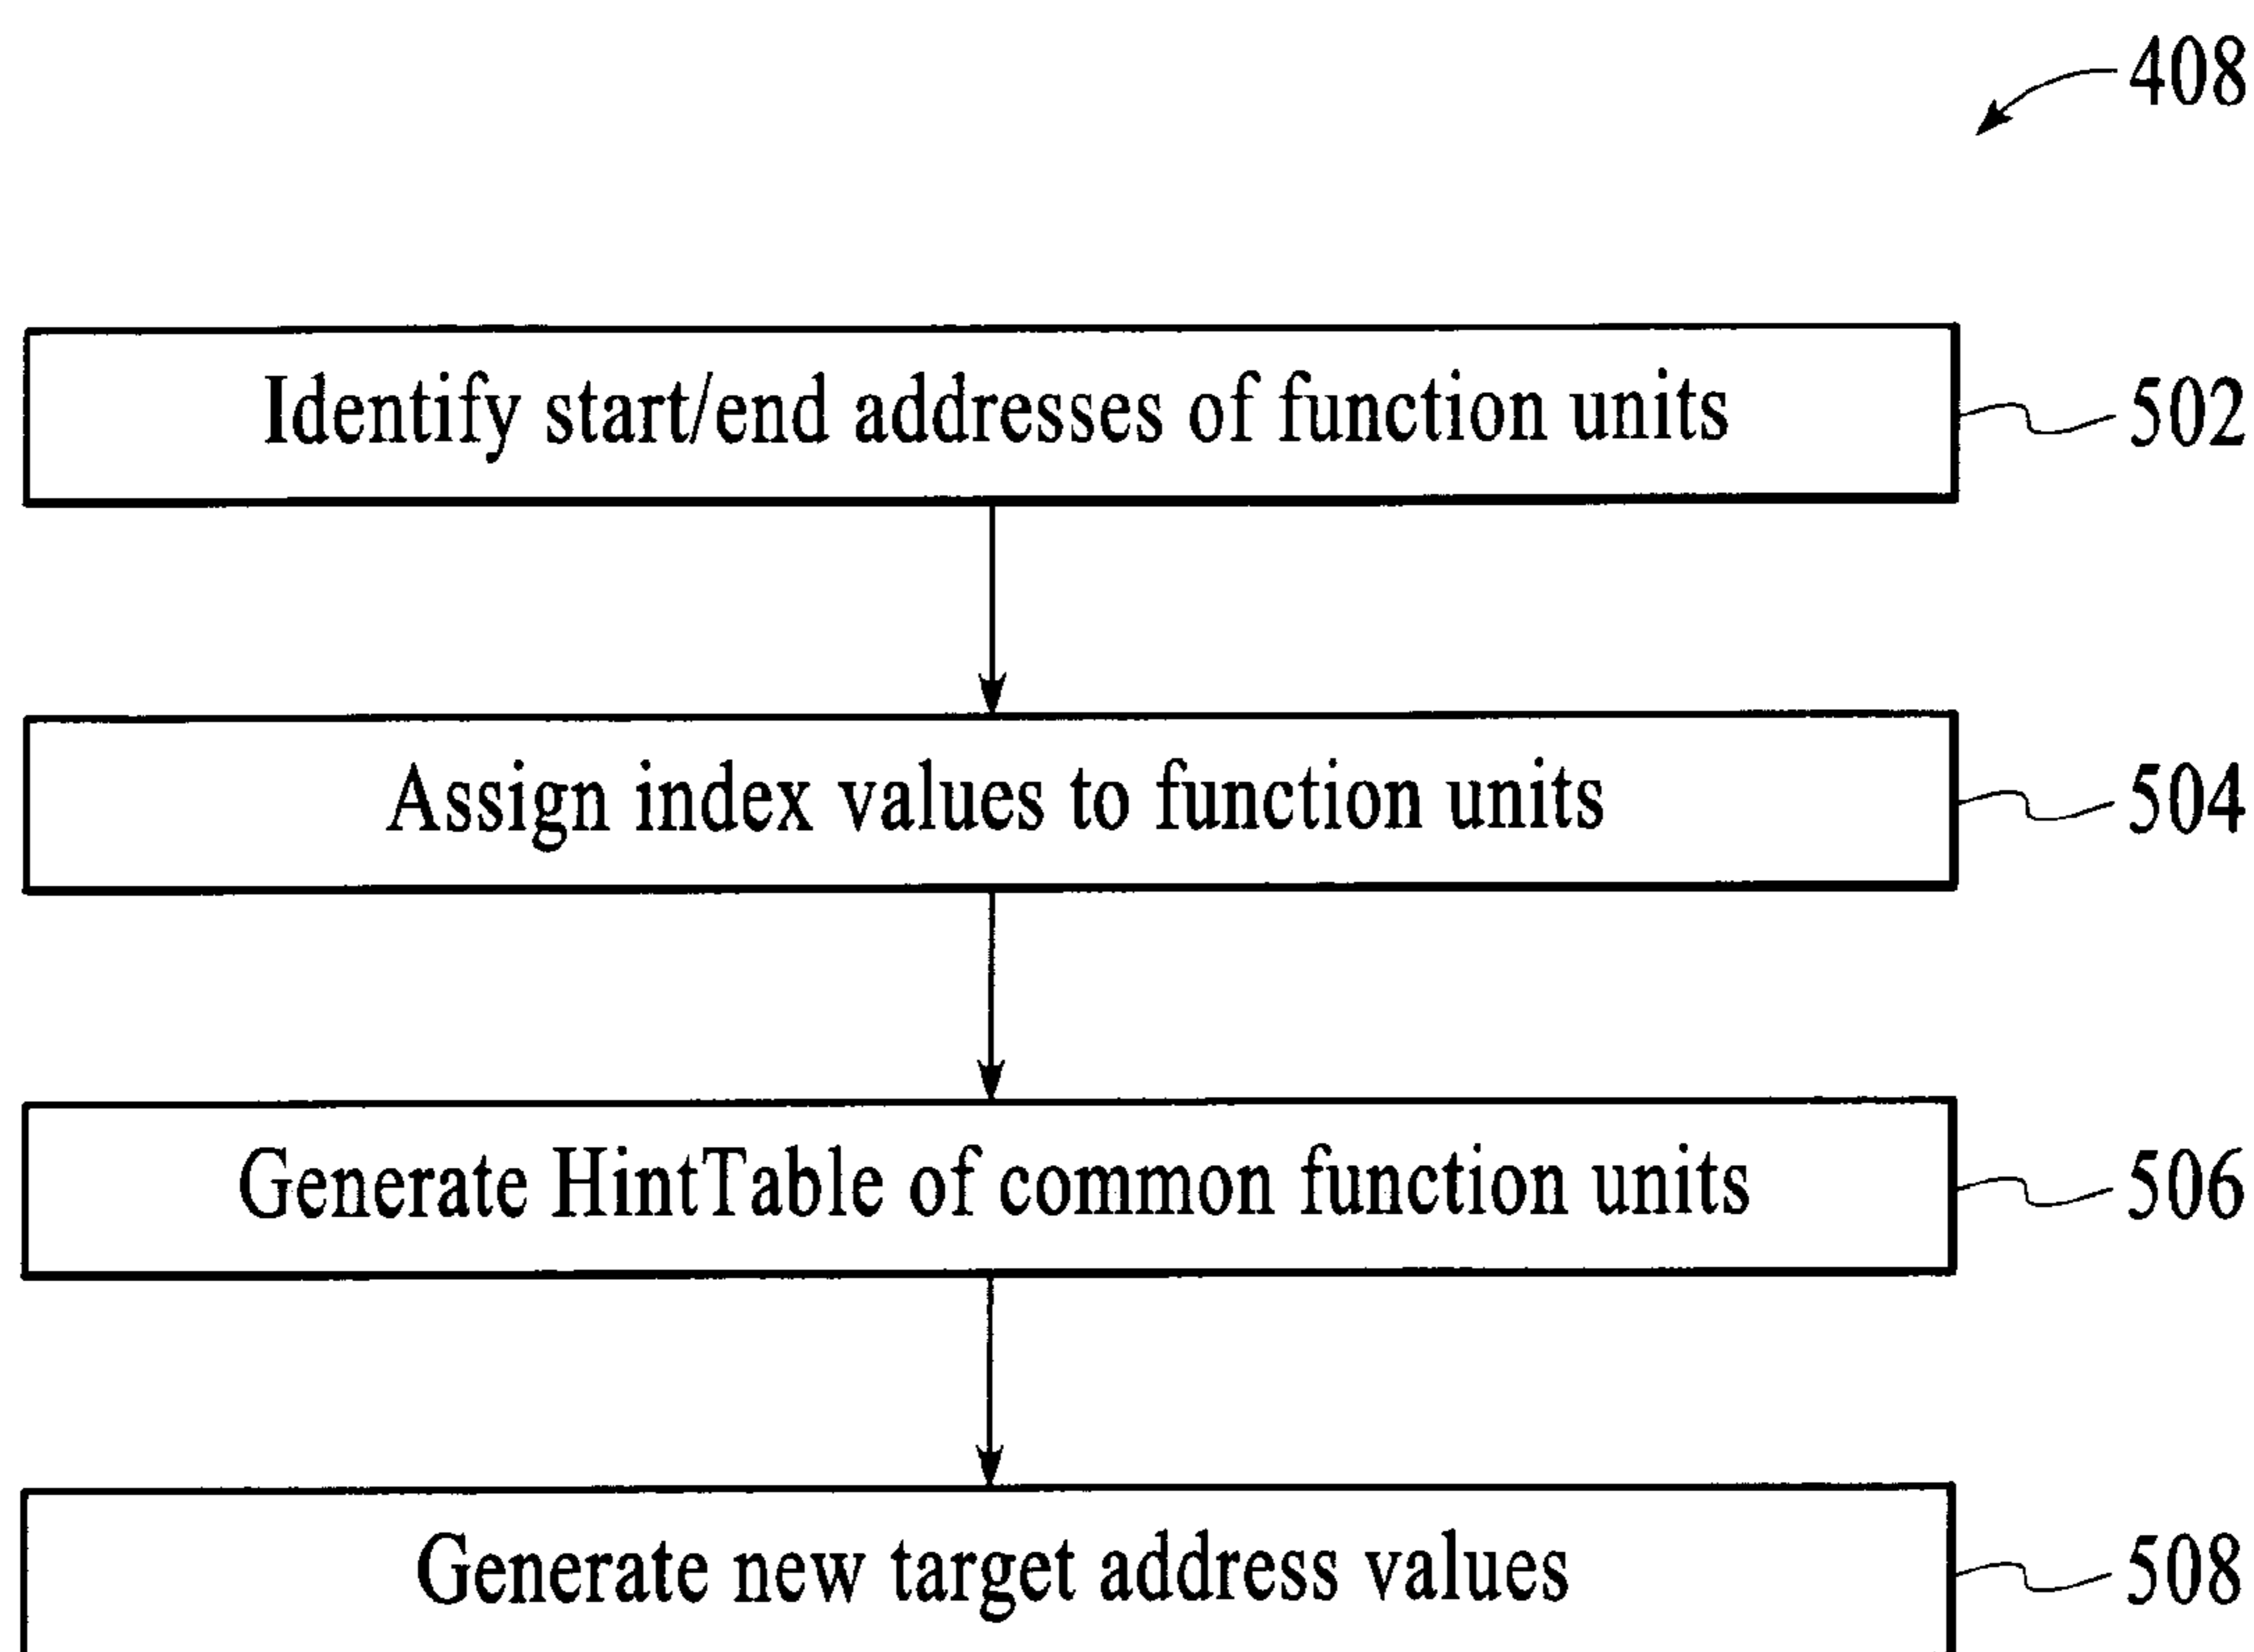 408
Identify start/end addresses of function units
502
Assign index values to function units
504
Generate HintTable of common function units
506
Generate new target address values
508